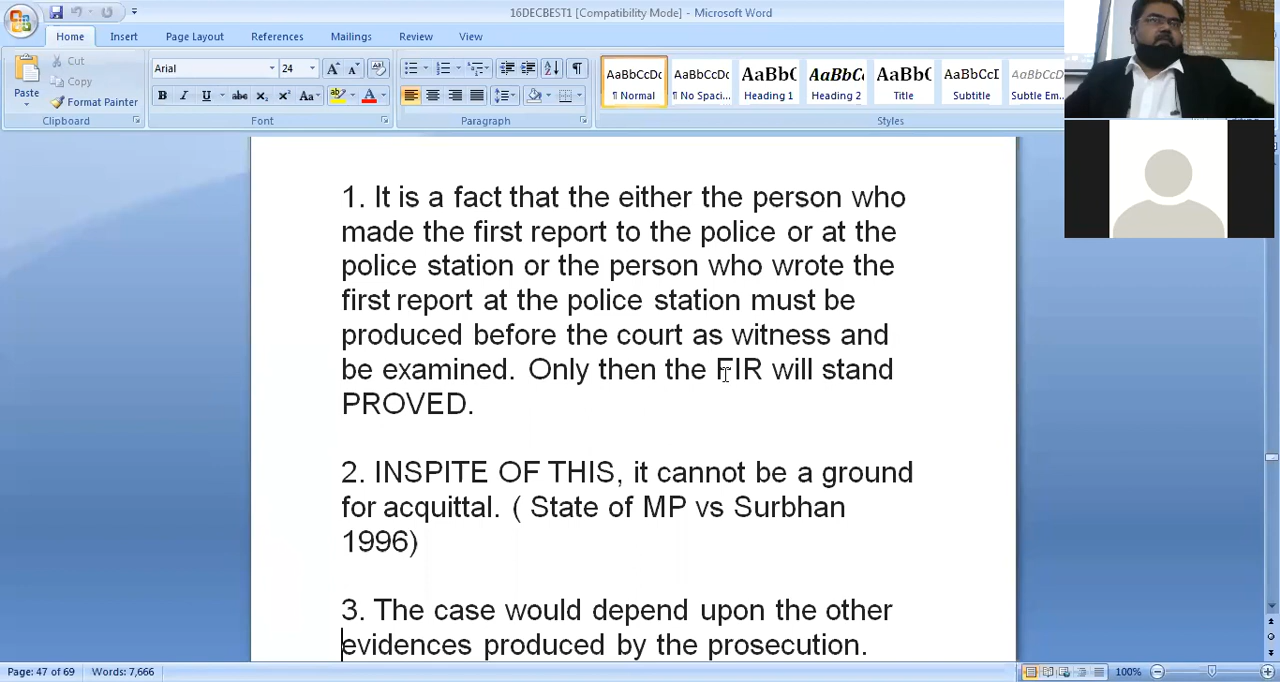 16DECBEST1 [Compatibility Mode] - Microsoft Word
Home Insert Page Layout References Mailings Review View
Paste
Cut
Copy
Format Painter
Clipboard
Arial 24
Font
Paragraph
AaBbCcDc AaBbCcDc AaBbC AaBbC AaBbC AaBbCcI AaBbCcDc
¶ Normal ¶ No Spaci... Heading 1 Heading 2 Title Subtitle Subtle Em...
Styles
1. It is a fact that the either the person who
made the first report to the police or at the
police station or the person who wrote the
first report at the police station must be
produced before the court as witness and
be examined. Only then the FIR will stand
PROVED.
2. INSPITE OF THIS, it cannot be a ground
for acquittal. ( State of MP vs Surbhan
1996)
3. The case would depend upon the other
evidences produced by the prosecution.
Page: 47 of 69 Words: 7,666 100%